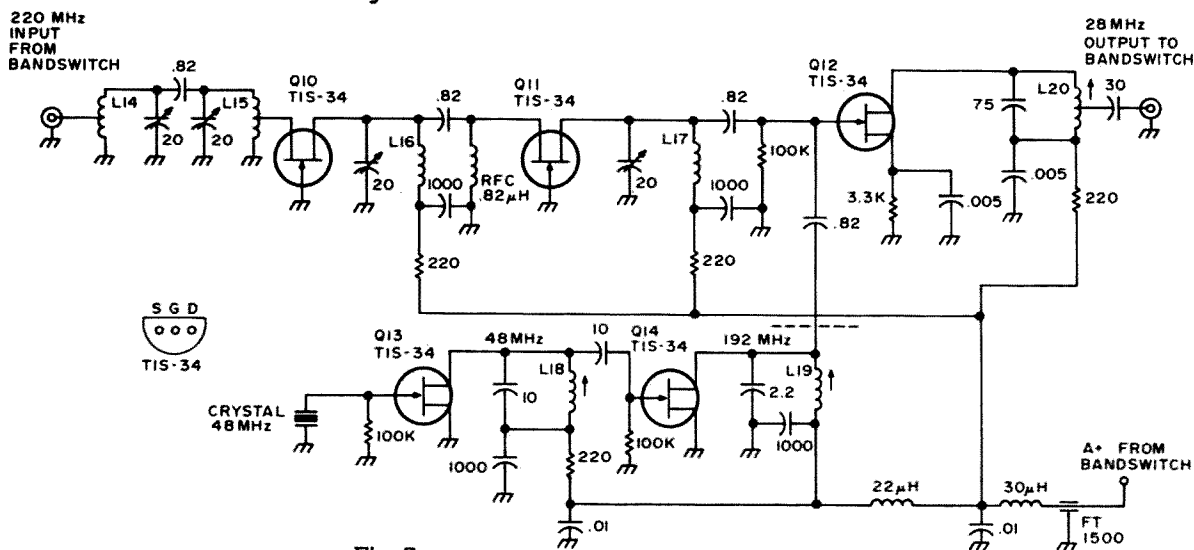 220 MHz
INPUT
FROM
BANDSWITCH
L14
.82
20
20
L15
Q10
TIS-34
20
L16
.82
1000
RFC
.82µH
220
Q11
TIS-34
20
L17
.82
1000
100K
220
Q12
TIS-34
3.3K
.005
.82
75
.005
L20
30
220
28 MHz
OUTPUT TO
BANDSWITCH
S G D
TIS-34
CRYSTAL
48MHz
100K
Q13
TIS-34
48MHz
10
1000
L18
220
.01
10
Q14
TIS-34
100K
192 MHz
2.2
1000
L19
22µH
30µH
.01
FT
1500
A+ FROM
BANDSWITCH